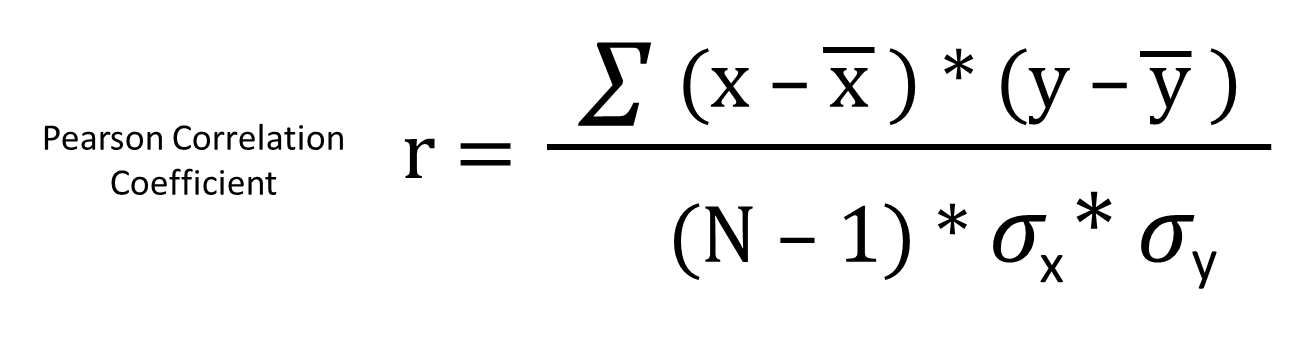 Pearson Correlation
Coefficient
r = ∑ (x – x̅ ) * (y – y̅ )
(N – 1) * σx * σy